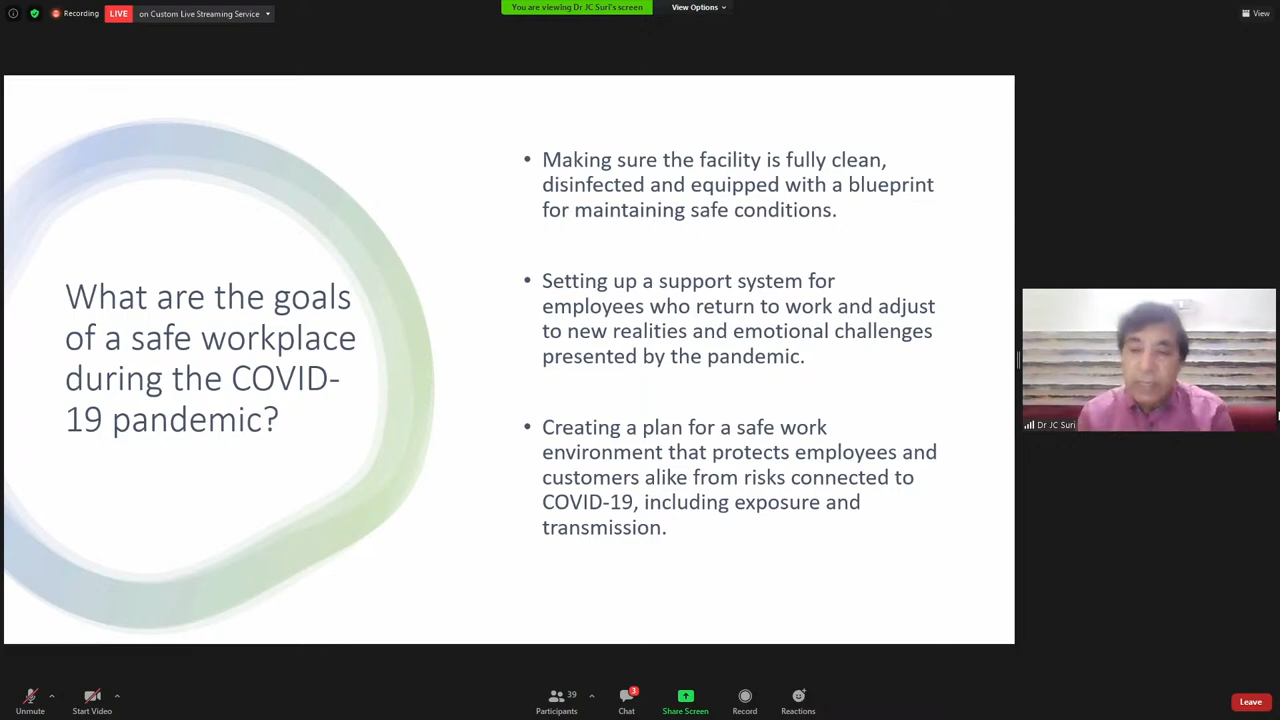 Recording
LIVE
on Custom Live Streaming Service
You are viewing Dr JC Suri's screen
View Options
View
What are the goals
of a safe workplace
during the COVID-
19 pandemic?
• Making sure the facility is fully clean,
disinfected and equipped with a blueprint
for maintaining safe conditions.
• Setting up a support system for
employees who return to work and adjust
to new realities and emotional challenges
presented by the pandemic.
• Creating a plan for a safe work
environment that protects employees and
customers alike from risks connected to
COVID-19, including exposure and
transmission.
Dr JC Suri
Unmute
Start Video
39
Participants
3
Chat
Share Screen
Record
Reactions
Leave